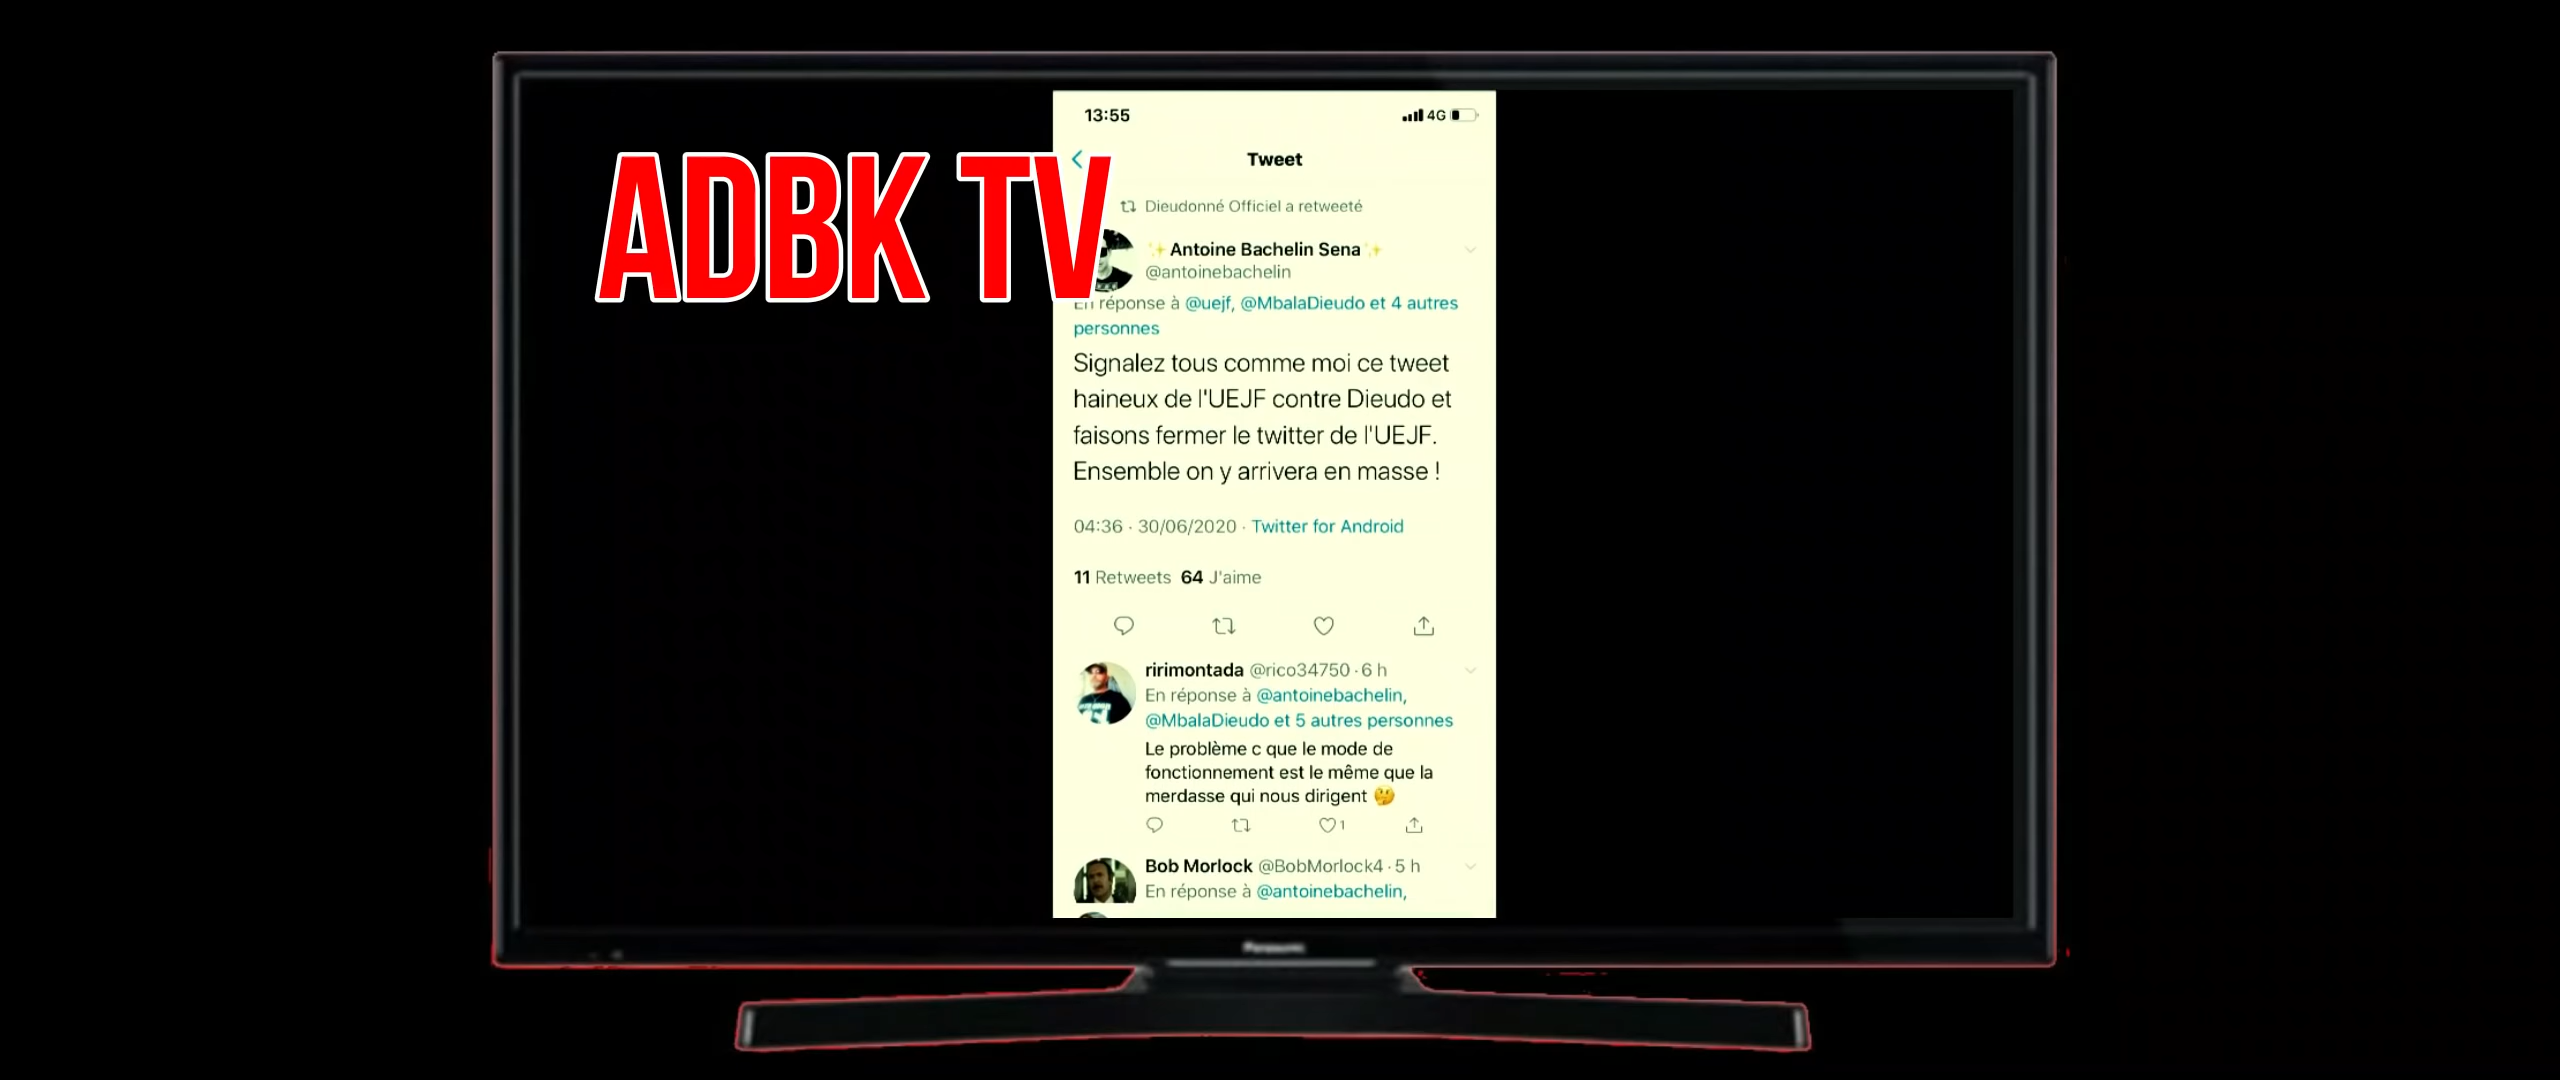 ADBK TV
13:55
4G
Tweet
Dieudonné Officiel a retweeté
✨Antoine Bachelin Sena✨
@antoinebachelin
En réponse à @uejf, @MbalaDieudo et 4 autres
personnes
Signalez tous comme moi ce tweet
haineux de l'UEJF contre Dieudo et
faisons fermer le twitter de l'UEJF.
Ensemble on y arrivera en masse !
04:36 · 30/06/2020 · Twitter for Android
11 Retweets 64 J'aime
ririmontada @rico34750 · 6 h
En réponse à @antoinebachelin,
@MbalaDieudo et 5 autres personnes
Le problème c que le mode de
fonctionnement est le même que la
merdasse qui nous dirigent 🤔
1
Bob Morlock @BobMorlock4 · 5 h
En réponse à @antoinebachelin,
Panasonic